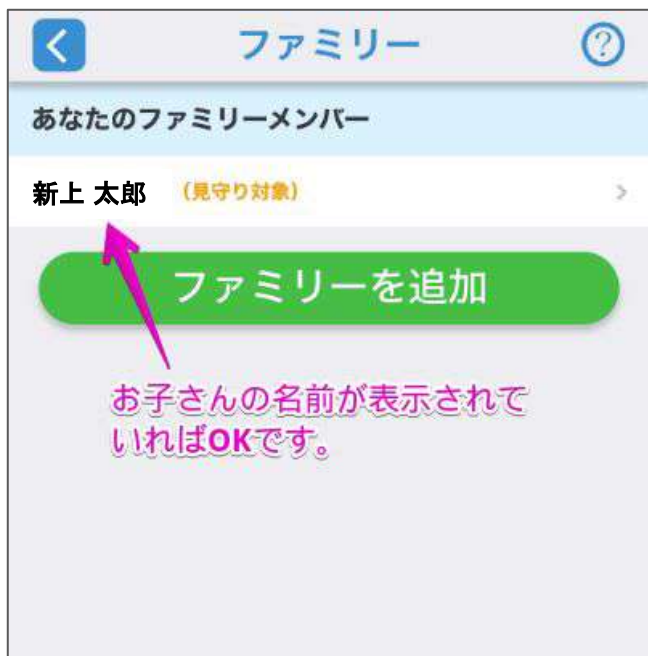 ファミリー
あなたのファミリーメンバー
新上 太郎 （見守り対象）
ファミリーを追加
お子さんの名前が表示されて
いればOKです。